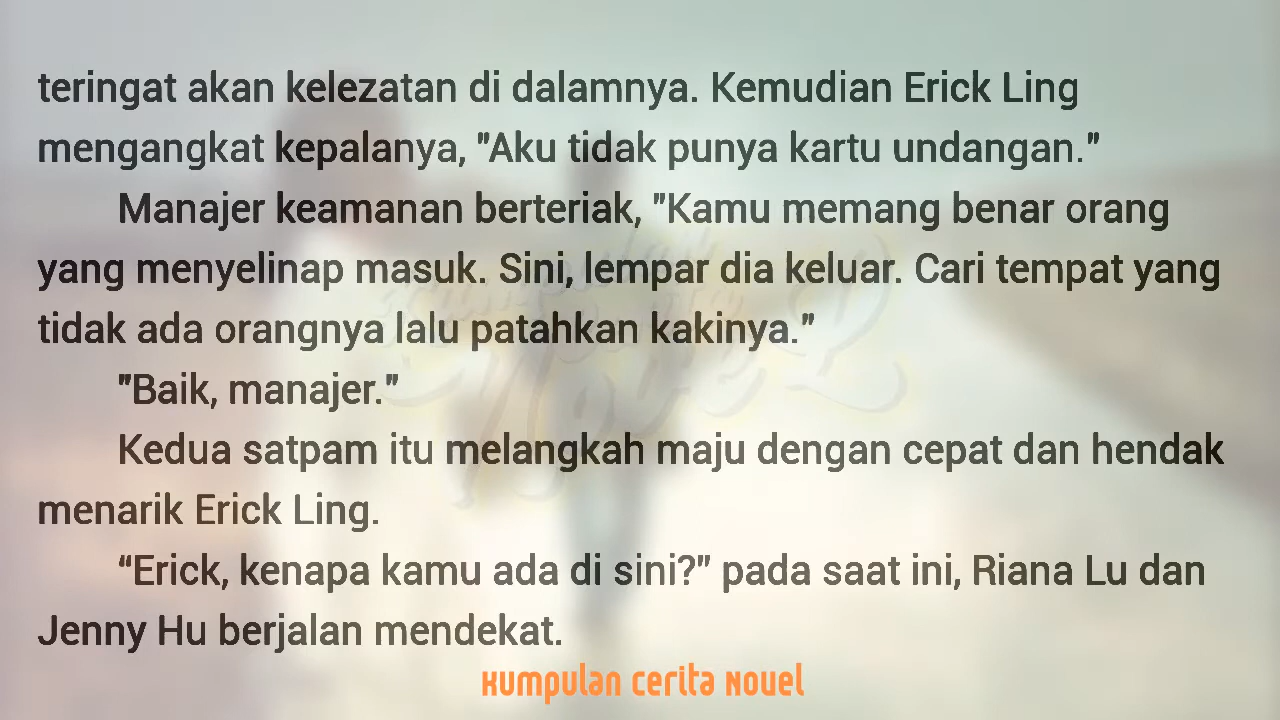 teringat akan kelezatan di dalamnya. Kemudian Erick Ling
mengangkat kepalanya, "Aku tidak punya kartu undangan."
Manajer keamanan berteriak, "Kamu memang benar orang
yang menyelinap masuk. Sini, lempar dia keluar. Cari tempat yang
tidak ada orangnya lalu patahkan kakinya."
"Baik, manajer."
Kedua satpam itu melangkah maju dengan cepat dan hendak
menarik Erick Ling.
“Erick, kenapa kamu ada di sini?” pada saat ini, Riana Lu dan
Jenny Hu berjalan mendekat.
Kumpulan Cerita Novel